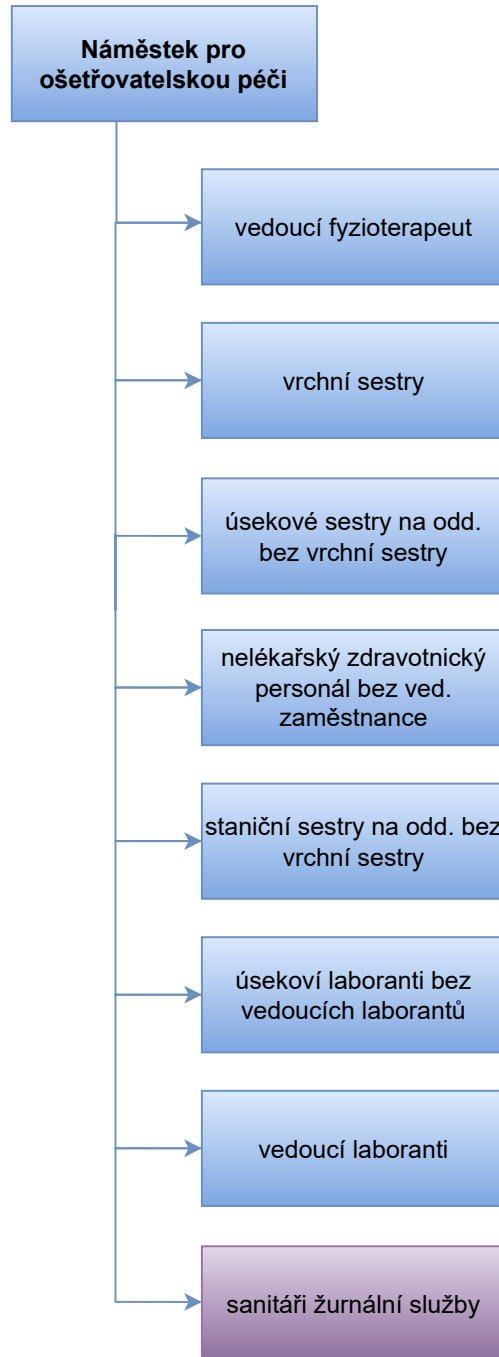 Náměstek pro
ošetřovatelskou péči
vedoucí fyzioterapeut
vrchní sestry
úsekové sestry na odd.
bez vrchní sestry
nelékařský zdravotnický
personál bez ved.
zaměstnance
staniční sestry na odd. bez
vrchní sestry
úsekoví laboranti bez
vedoucích laborantů
vedoucí laboranti
sanitáři žurnální služby